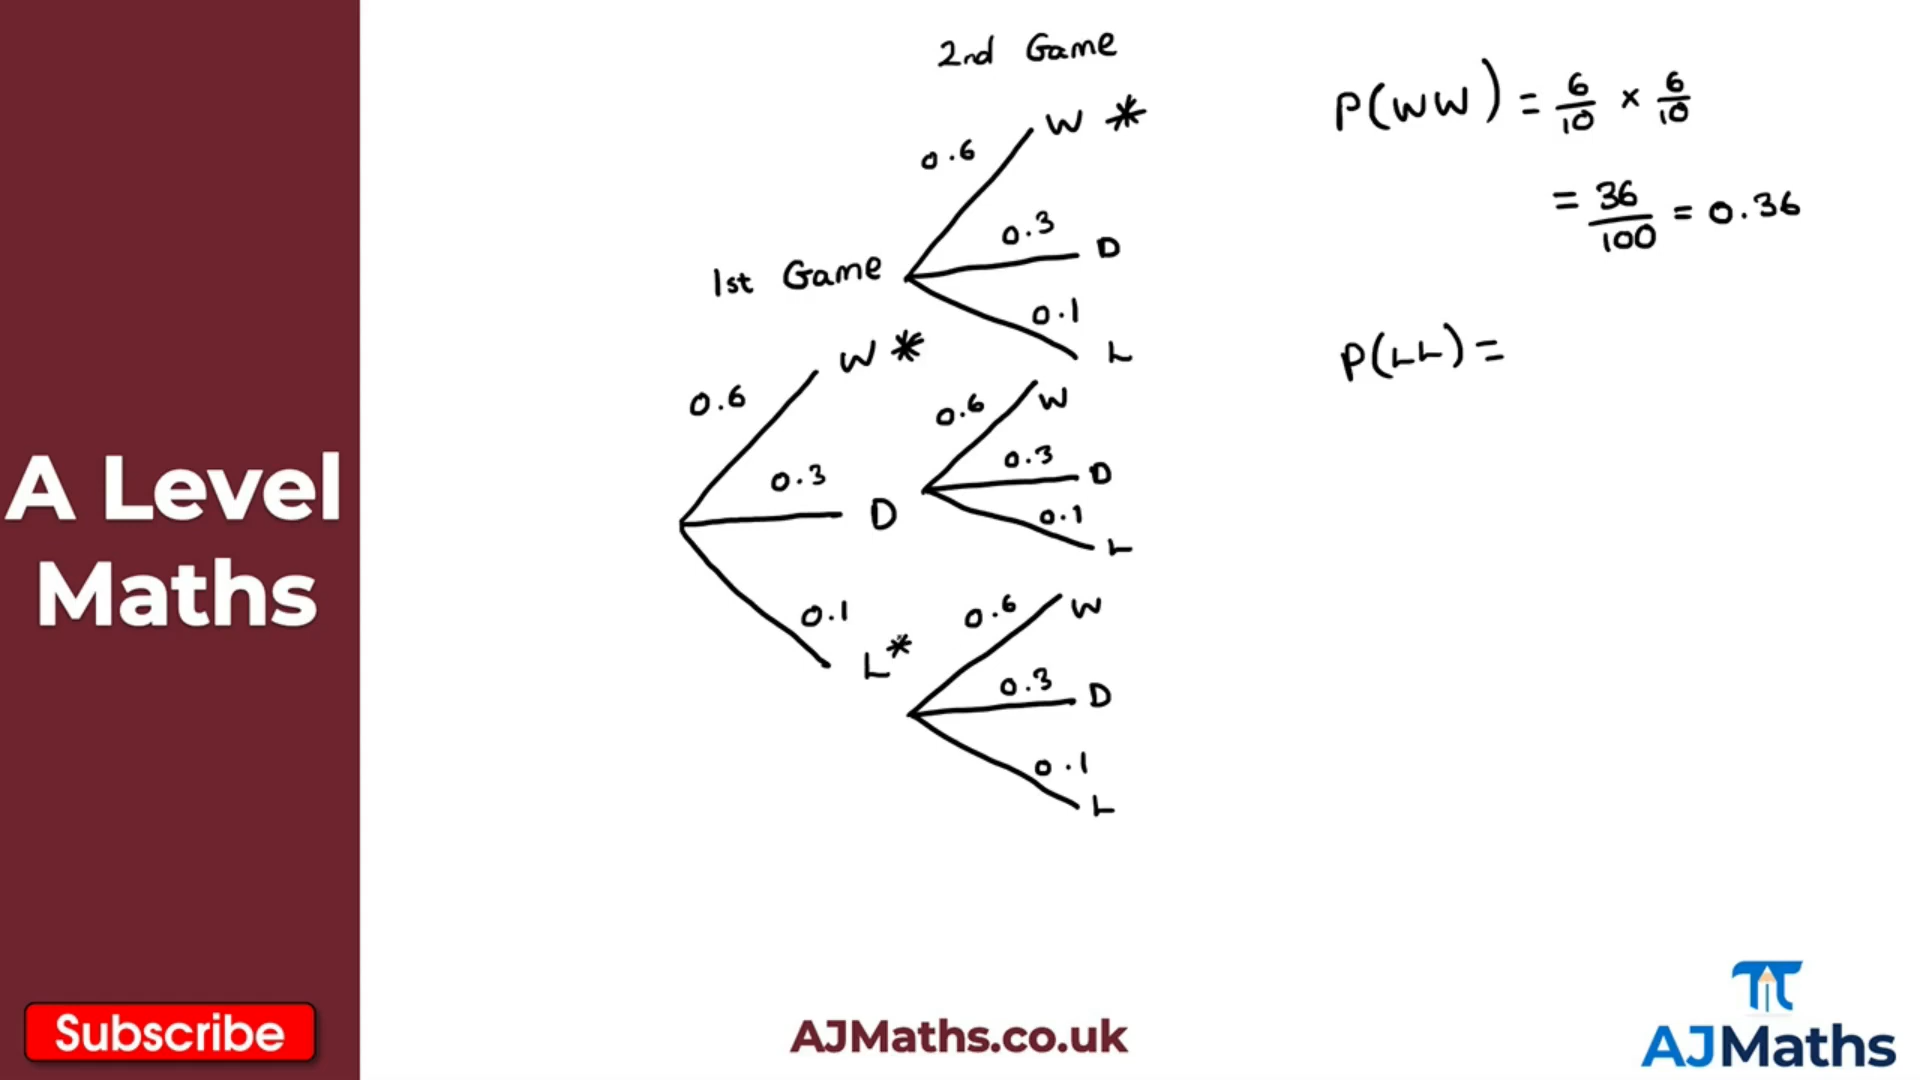 A Level
Maths
Subscribe
2nd Game
1st Game
0.6
W *
0.3
D
0.1
L *
0.6
W *
0.3
D
0.1
L
0.6
W
0.3
D
0.1
L
0.6
W
0.3
D
0.1
L
P(WW) = 6/10 × 6/10
= 36/100 = 0.36
P(LL) =
AJMaths.co.uk
AJMaths